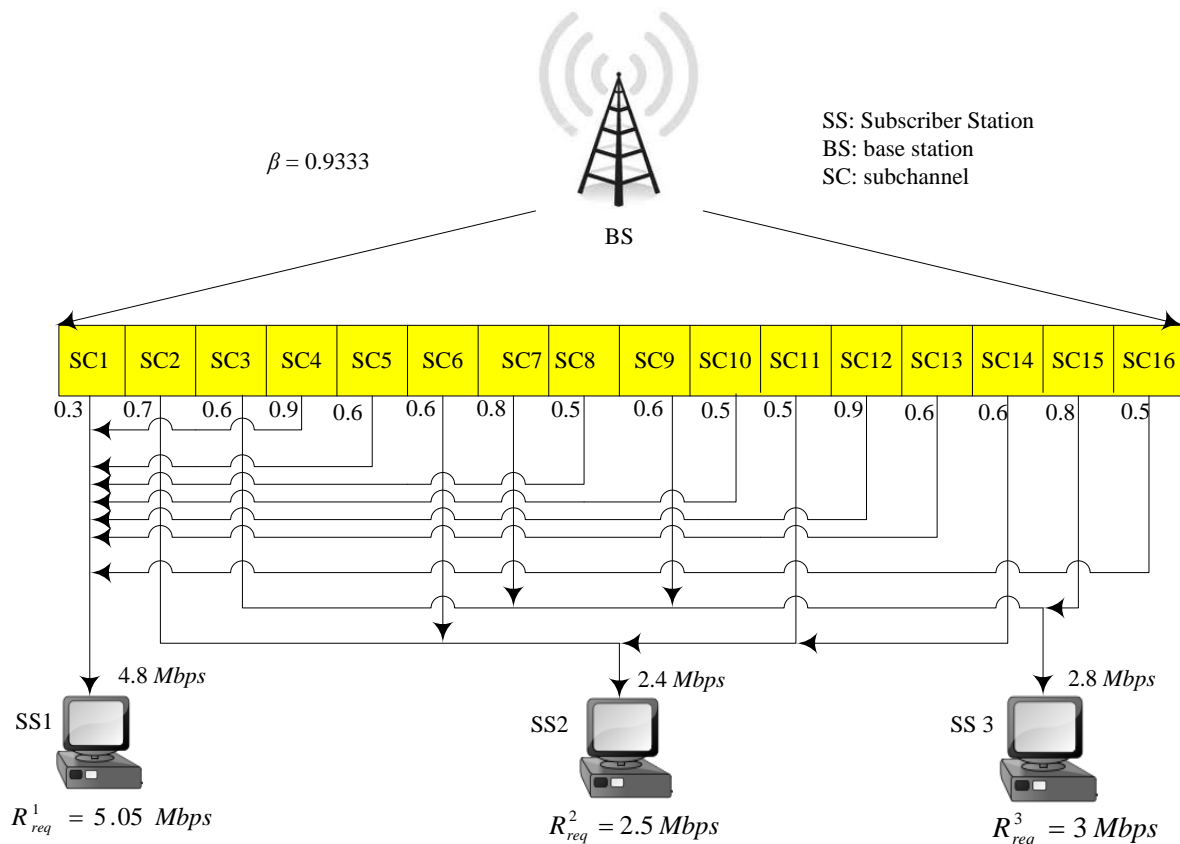 SS: Subscriber Station
BS: base station
SC: subchannel
β = 0.9333
BS
SC1 SC2 SC3 SC4 SC5 SC6 SC7 SC8 SC9 SC10 SC11 SC12 SC13 SC14 SC15 SC16
0.3 0.7 0.6 0.9 0.6 0.6 0.8 0.5 0.6 0.5 0.5 0.9 0.6 0.6 0.8 0.5
4.8 Mbps 2.4 Mbps 2.8 Mbps
SS1 SS2 SS 3
R^1_req = 5.05 Mbps R^2_req = 2.5 Mbps R^3_req = 3 Mbps